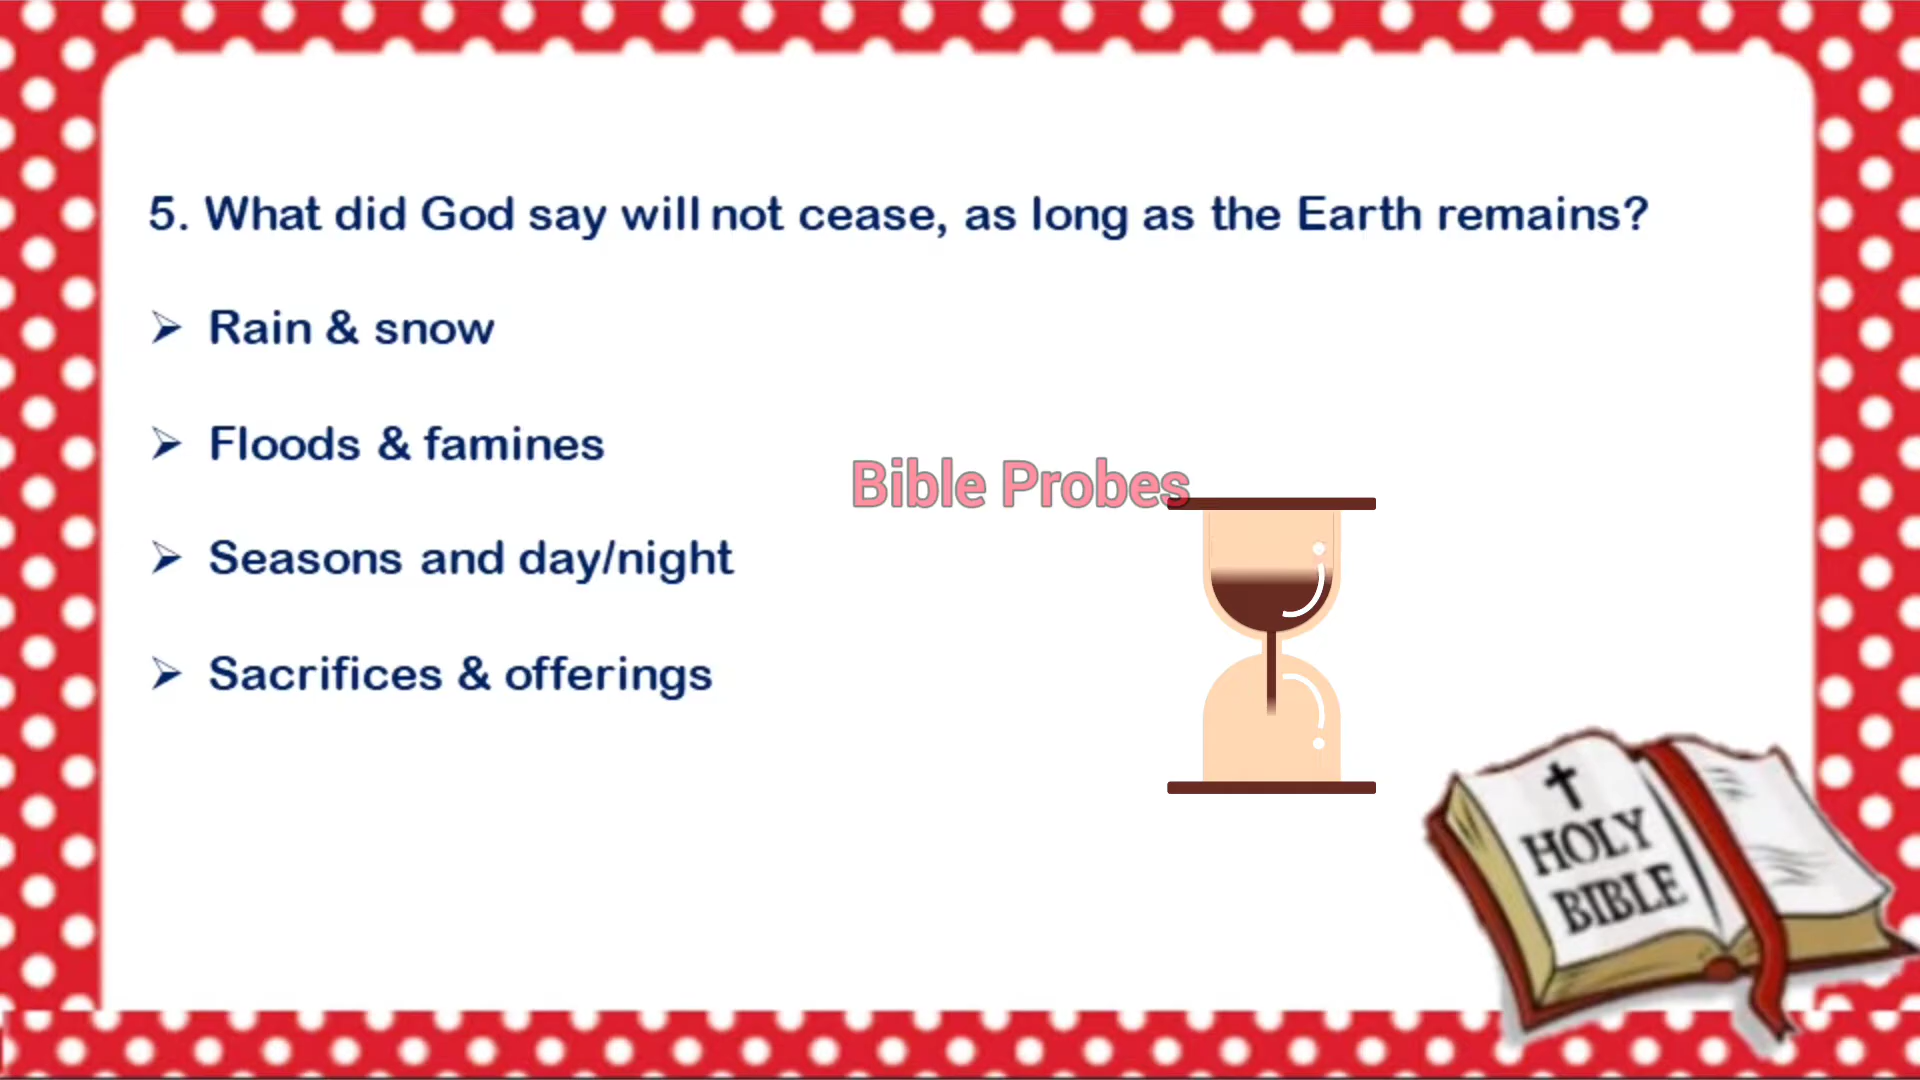 5. What did God say will not cease, as long as the Earth remains?
➢ Rain & snow
➢ Floods & famines
Bible Probes
➢ Seasons and day/night
➢ Sacrifices & offerings
HOLY
BIBLE